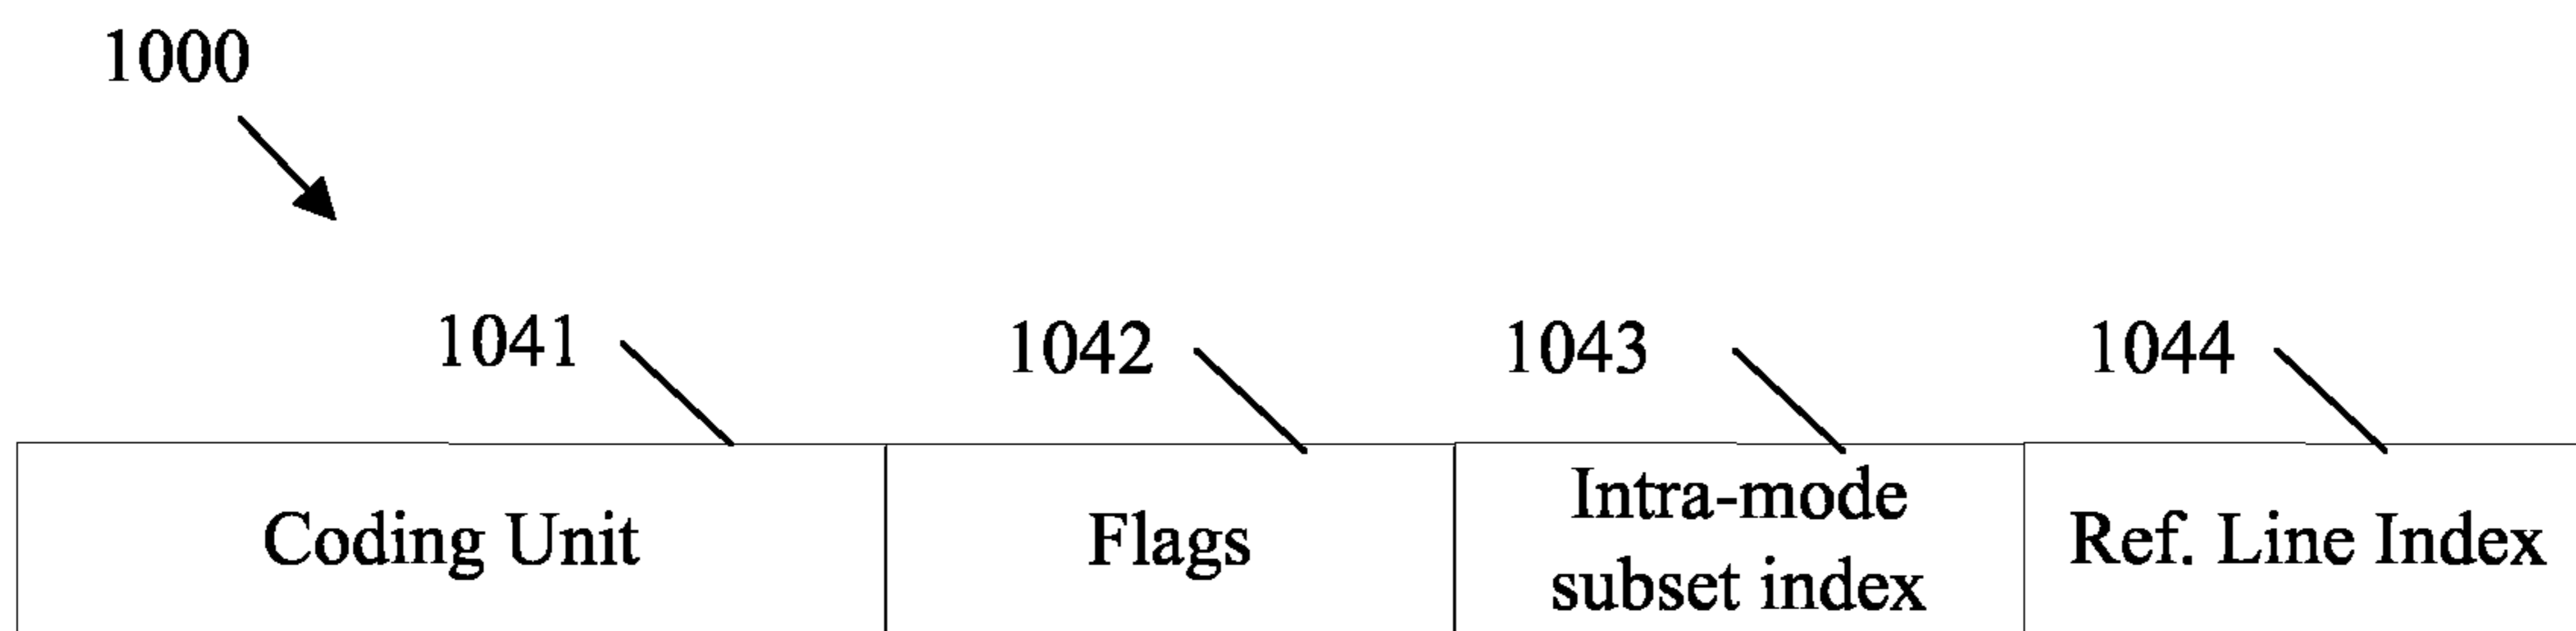 1000
1041
1042
1043
1044
Coding Unit
Flags
Intra-mode
subset index
Ref. Line Index